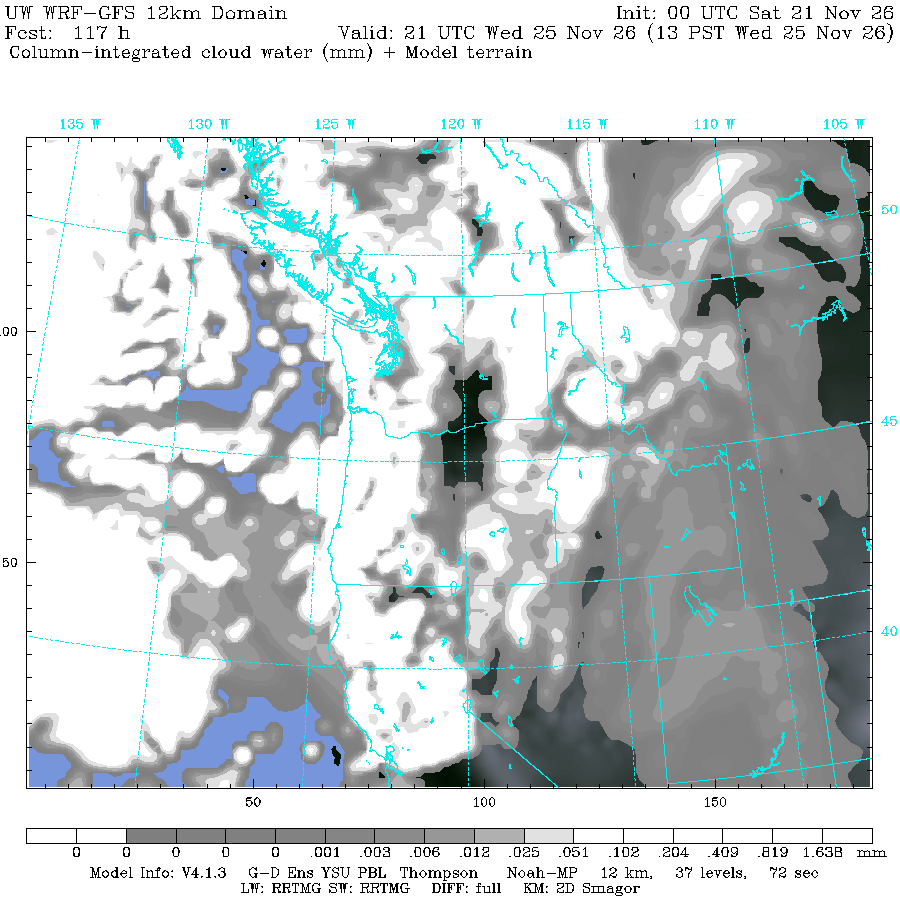 UW WRF-GFS 12km Domain Init: 00 UTC Sat 21 Nov 26
Fcst: 117 h Valid: 21 UTC Wed 25 Nov 26 (13 PST Wed 25 Nov 26)
Column-integrated cloud water (mm) + Model terrain
135 W 130 W 125 W 120 W 115 W 110 W 105 W
50
00
45
50
40
50 100 150
0 0 0 0 .001 .003 .006 .012 .025 .051 .102 .204 .409 .819 1.638 mm
Model Info: V4.1.3 G-D Ens YSU PBL Thompson Noah-MP 12 km, 37 levels, 72 sec
LW: RRTMG SW: RRTMG DIFF: full KM: 2D Smagor